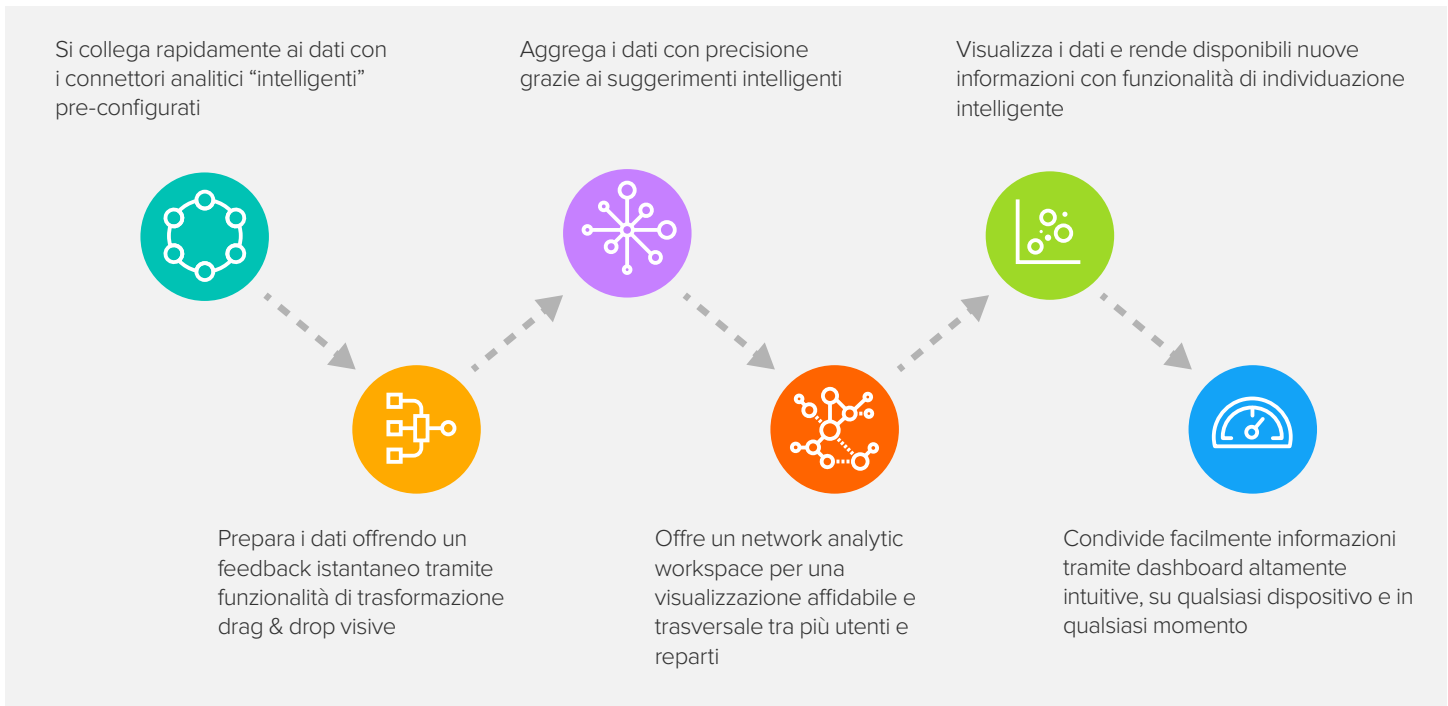 Si collega rapidamente ai dati con
i connettori analitici “intelligenti”
pre-configurati
Prepara i dati offrendo un
feedback istantaneo tramite
funzionalità di trasformazione
drag & drop visive
Aggrega i dati con precisione
grazie ai suggerimenti intelligenti
Offre un network analytic
workspace per una
visualizzazione affidabile e
trasversale tra più utenti e
reparti
Visualizza i dati e rende disponibili nuove
informazioni con funzionalità di individuazione
intelligente
Condivide facilmente informazioni
tramite dashboard altamente
intuitive, su qualsiasi dispositivo e in
qualsiasi momento